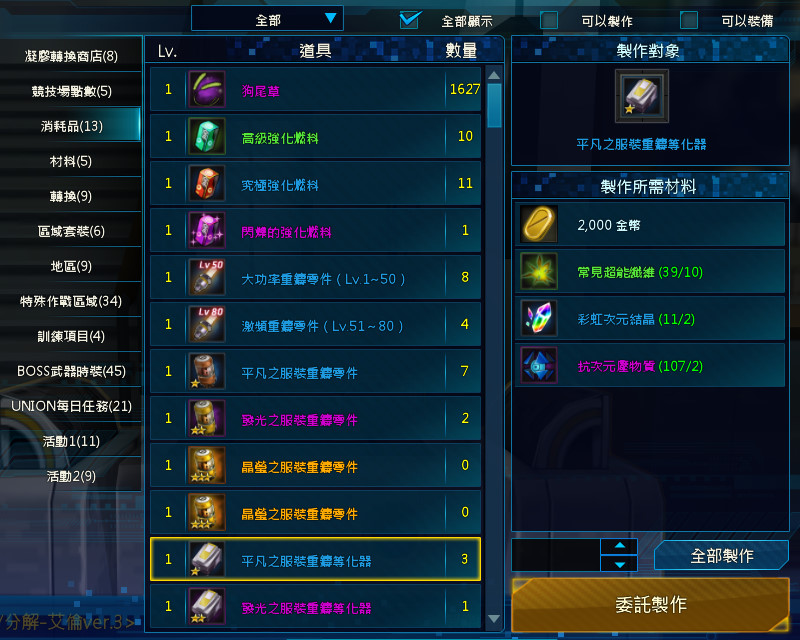 全部
全部顯示
可以製作
可以裝備
凝膠轉換商店(8)
競技場點數(5)
消耗品(13)
材料(5)
轉換(9)
區域套裝(6)
地區(9)
特殊作戰區域(34)
訓練項目(4)
BOSS武器時裝(45)
UNION每日任務(21)
活動1(11)
活動2(9)
Lv. 道具 數量
1 狗尾草 1627
1 高級強化燃料 10
1 究極強化燃料 11
1 閃爍的強化燃料 1
1 Lv 50 大功率重鑄零件 ( Lv.1~50 ) 8
1 Lv 80 激頻重鑄零件 ( Lv.51~80 ) 4
1 平凡之服裝重鑄零件 7
1 發光之服裝重鑄零件 2
1 晶瑩之服裝重鑄零件 0
1 晶瑩之服裝重鑄零件 0
1 平凡之服裝重鑄等化器 3
1 發光之服裝重鑄等化器 1
製作對象
平凡之服裝重鑄等化器
製作所需材料
2,000 金幣
常見超能纖維 (39/10)
彩虹次元結晶 (11/2)
抗次元塵物質 (107/2)
全部製作
委託製作
/分解-艾倫ver.3>